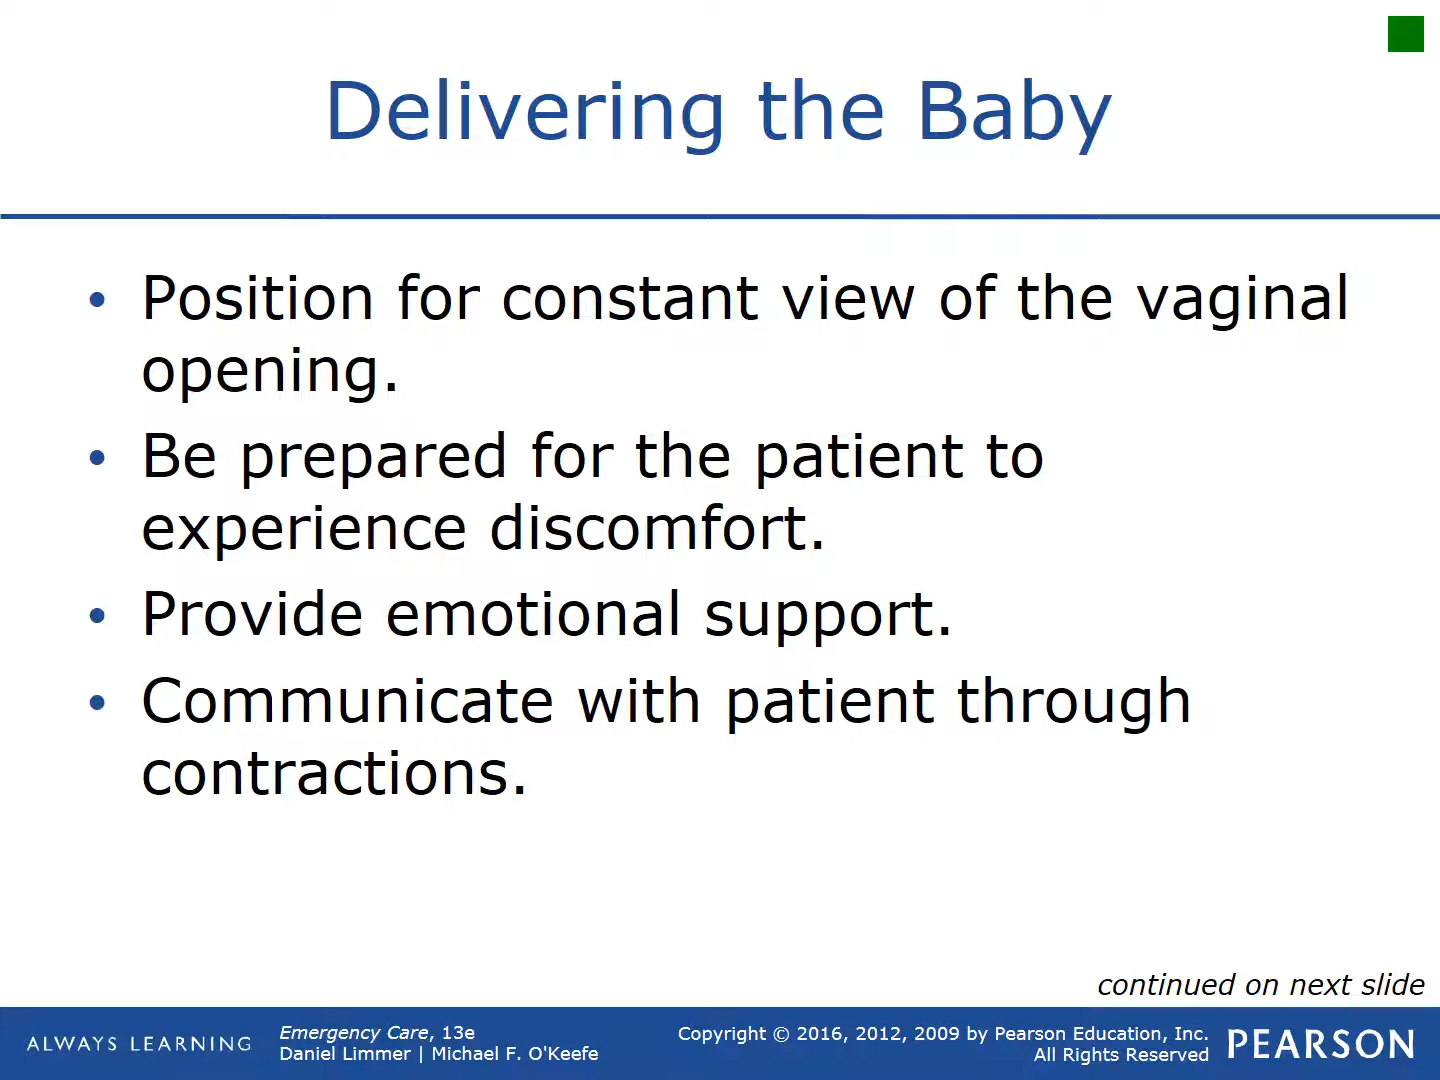 Delivering the Baby
• Position for constant view of the vaginal
opening.
• Be prepared for the patient to
experience discomfort.
• Provide emotional support.
• Communicate with patient through
contractions.
continued on next slide
ALWAYS LEARNING
Emergency Care, 13e
Daniel Limmer | Michael F. O'Keefe
Copyright © 2016, 2012, 2009 by Pearson Education, Inc.
All Rights Reserved
PEARSON